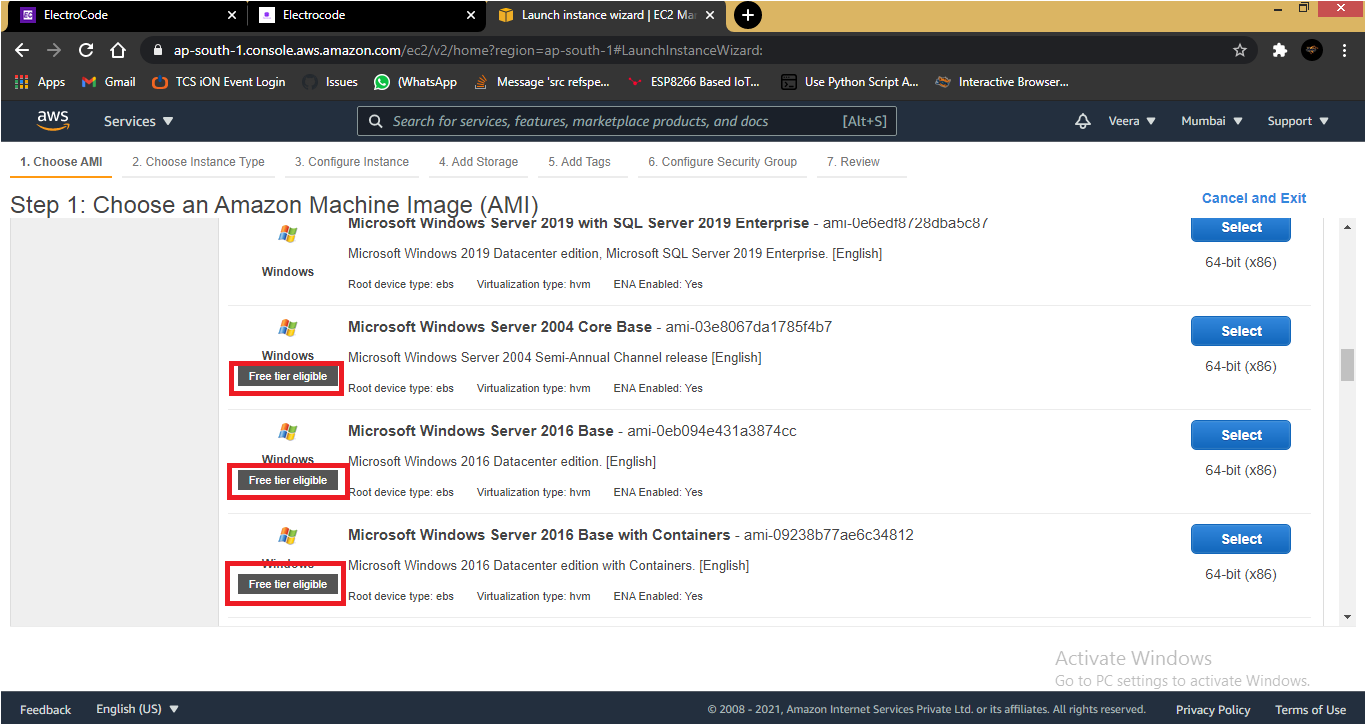 ElectroCode
Electrocode
Launch instance wizard | EC2 Ma
ap-south-1.console.aws.amazon.com/ec2/v2/home?region=ap-south-1#LaunchInstanceWizard:
Apps
Gmail
TCS iON Event Login
Issues
(WhatsApp
Message 'src refspe...
ESP8266 Based IoT...
Use Python Script A...
Interactive Browser...
aws
Services
Search for services, features, marketplace products, and docs
[Alt+S]
Veera
Mumbai
Support
1. Choose AMI
2. Choose Instance Type
3. Configure Instance
4. Add Storage
5. Add Tags
6. Configure Security Group
7. Review
Step 1: Choose an Amazon Machine Image (AMI)
Cancel and Exit
Windows
Microsoft Windows Server 2019 with SQL Server 2019 Enterprise - ami-0e6edf8728dba5c87
Microsoft Windows 2019 Datacenter edition, Microsoft SQL Server 2019 Enterprise. [English]
Root device type: ebs Virtualization type: hvm ENA Enabled: Yes
Select
64-bit (x86)
Windows
Free tier eligible
Microsoft Windows Server 2004 Core Base - ami-03e8067da1785f4b7
Microsoft Windows Server 2004 Semi-Annual Channel release [English]
Root device type: ebs Virtualization type: hvm ENA Enabled: Yes
Select
64-bit (x86)
Windows
Free tier eligible
Microsoft Windows Server 2016 Base - ami-0eb094e431a3874cc
Microsoft Windows 2016 Datacenter edition. [English]
Root device type: ebs Virtualization type: hvm ENA Enabled: Yes
Select
64-bit (x86)
Windows
Free tier eligible
Microsoft Windows Server 2016 Base with Containers - ami-09238b77ae6c34812
Microsoft Windows 2016 Datacenter edition with Containers. [English]
Root device type: ebs Virtualization type: hvm ENA Enabled: Yes
Select
64-bit (x86)
Activate Windows
Go to PC settings to activate Windows.
Feedback
English (US)
© 2008 - 2021, Amazon Internet Services Private Ltd. or its affiliates. All rights reserved.
Privacy Policy
Terms of Use